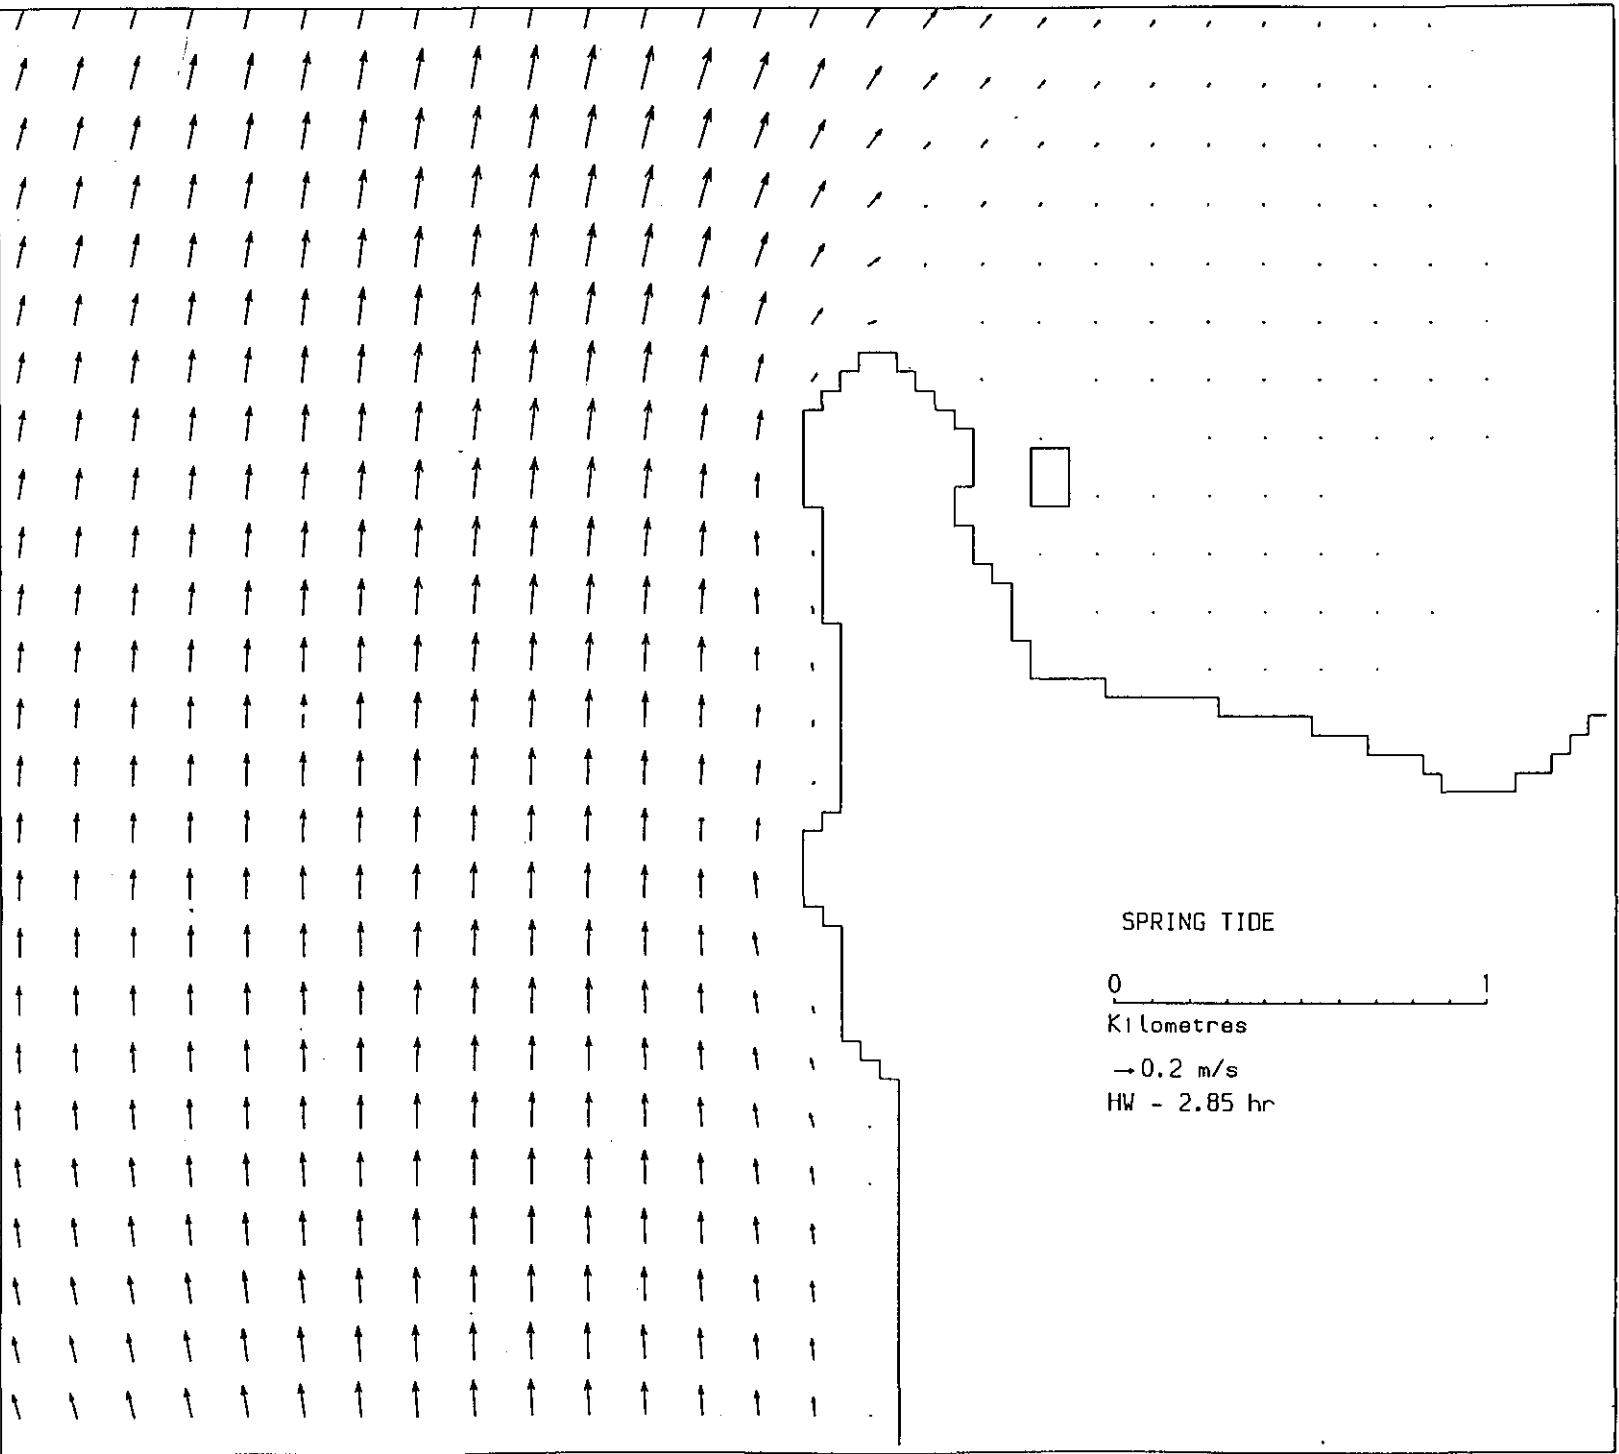 SPRING TIDE
0 1
Kilometres
→0.2 m/s
HW - 2.85 hr